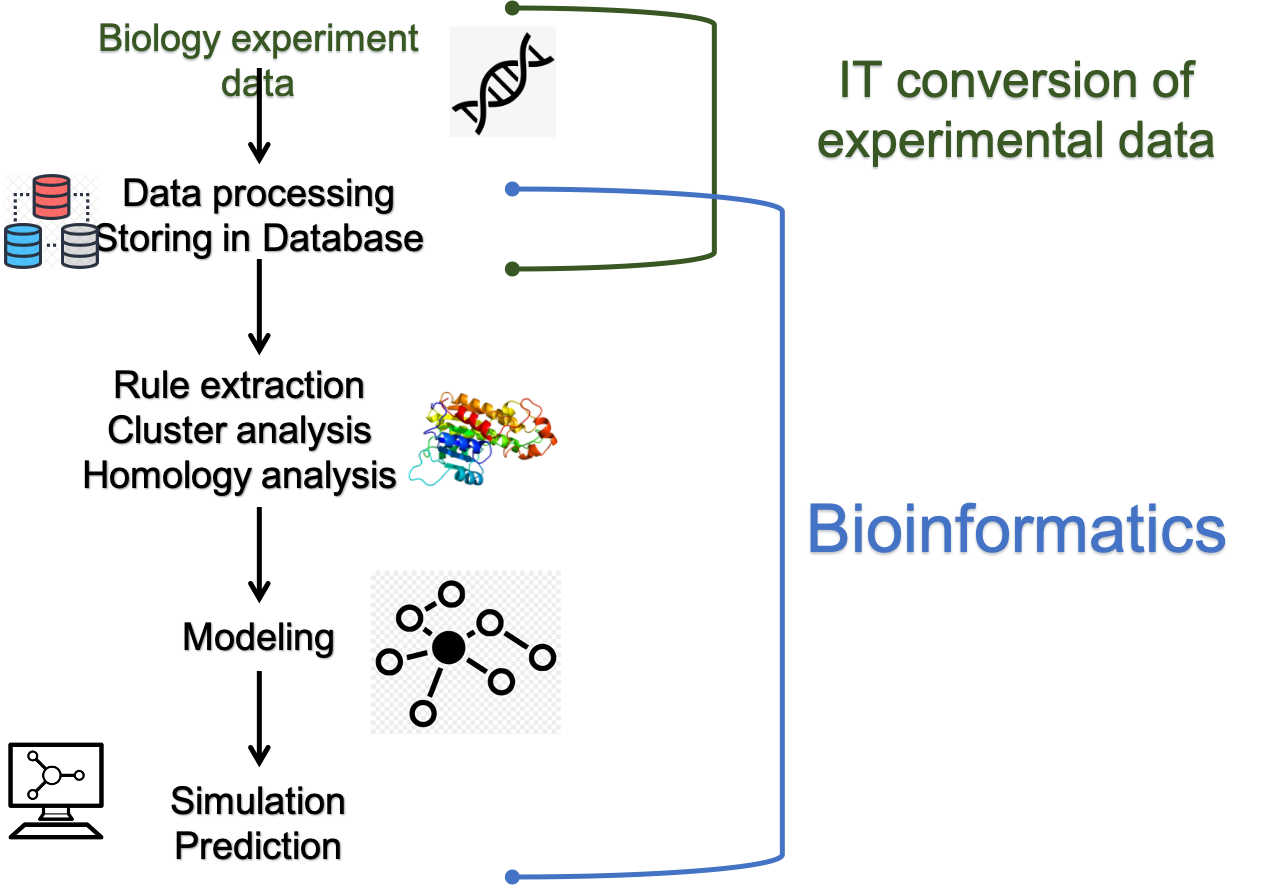 Biology experiment
data
IT conversion of
experimental data
Data processing
Storing in Database
Rule extraction
Cluster analysis
Homology analysis
Bioinformatics
Modeling
Simulation
Prediction